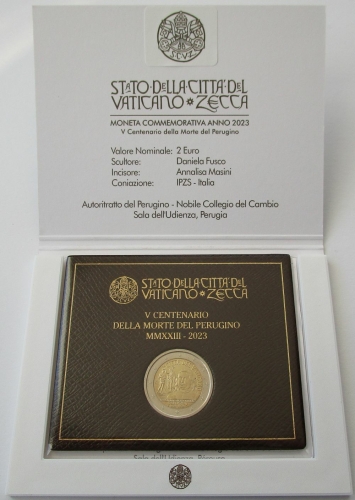 STATO·DELLA·CITTA'·DEL
VATICANO * ZECCA
MONETA COMMEMORATIVA ANNO 2023
V Centenario della Morte del Perugino
Valore Nominale: 2 Euro
Scultore: Daniela Fusco
Incisore: Annalisa Masini
Coniazione: IPZS - Italia
Autoritratto del Perugino - Nobile Collegio del Cambio
Sala dell'Udienza, Perugia
STATO·DELLA·CITTA'·DEL
VATICANO * ZECCA
V CENTENARIO
DELLA MORTE DEL PERUGINO
MMXXIII - 2023